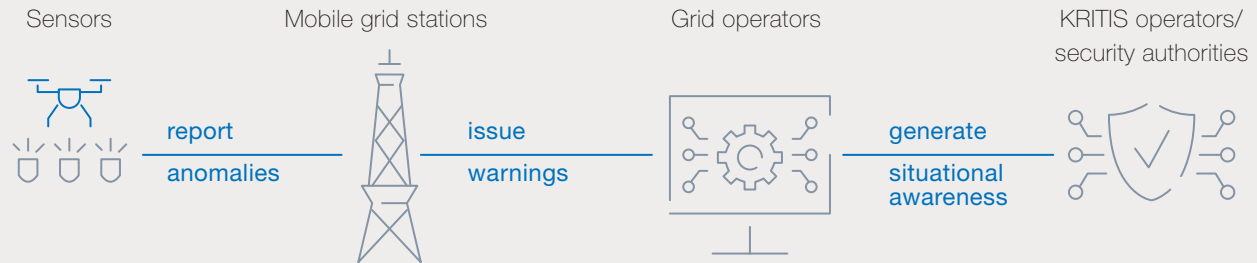 Sensors
Mobile grid stations
Grid operators
KRITIS operators/
security authorities
report
anomalies
issue
warnings
generate
situational
awareness